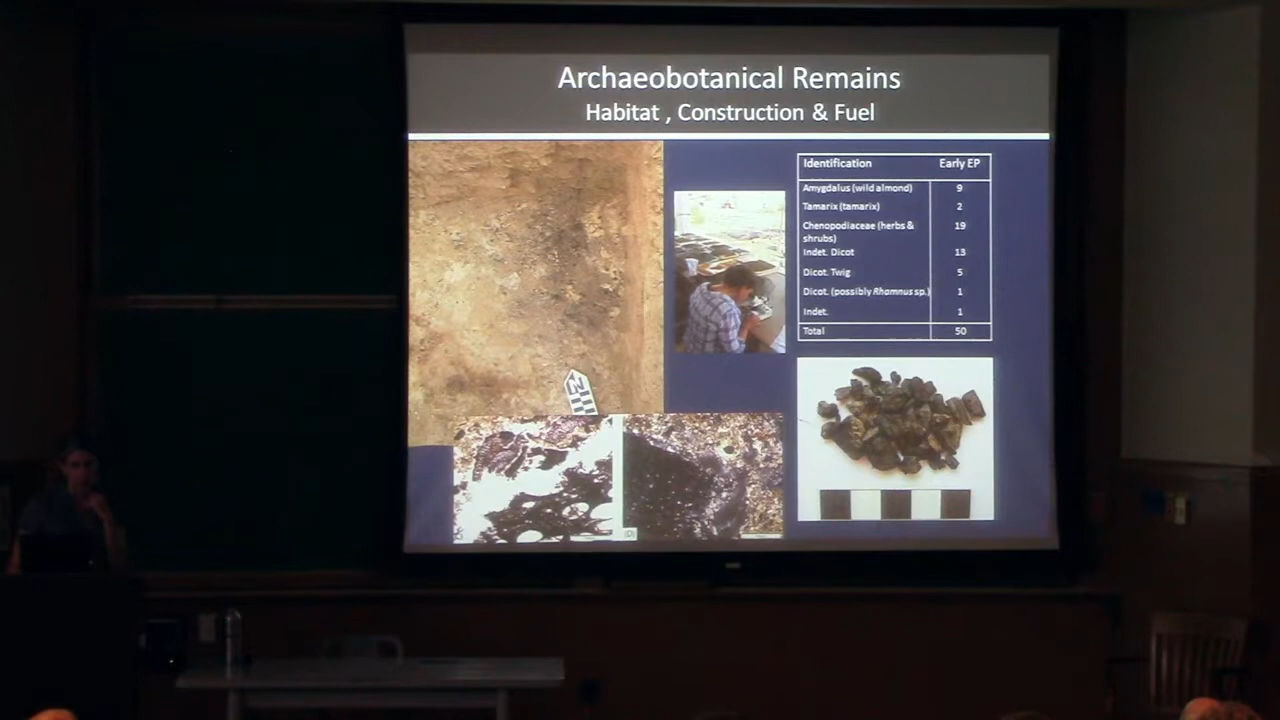 Archaeobotanical Remains
Habitat , Construction & Fuel
Identification Early EP
Amygdalus (wild almond) 9
Tamarix (tamarix) 2
Chenopodiaceae (herbs & 19
shrubs)
Indet. Dicot 13
Dicot. Twig 5
Dicot. (possibly Rhamnus sp.) 1
Indet. 1
Total 50